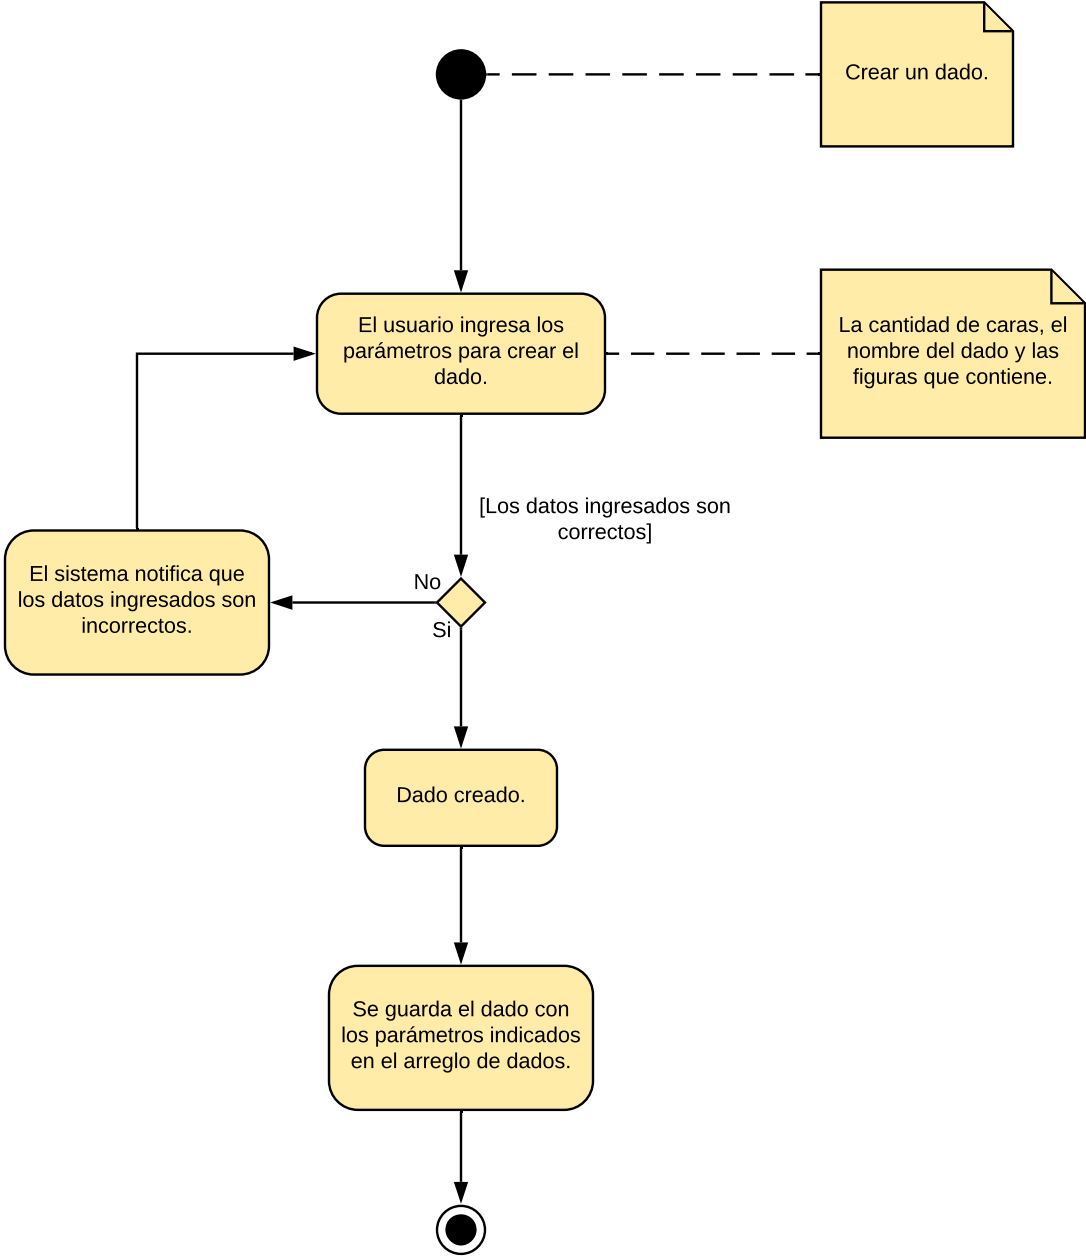 Crear un dado.
El usuario ingresa los
parámetros para crear el
dado.
La cantidad de caras, el
nombre del dado y las
figuras que contiene.
[Los datos ingresados son
correctos]
No
Si
El sistema notifica que
los datos ingresados son
incorrectos.
Dado creado.
Se guarda el dado con
los parámetros indicados
en el arreglo de dados.